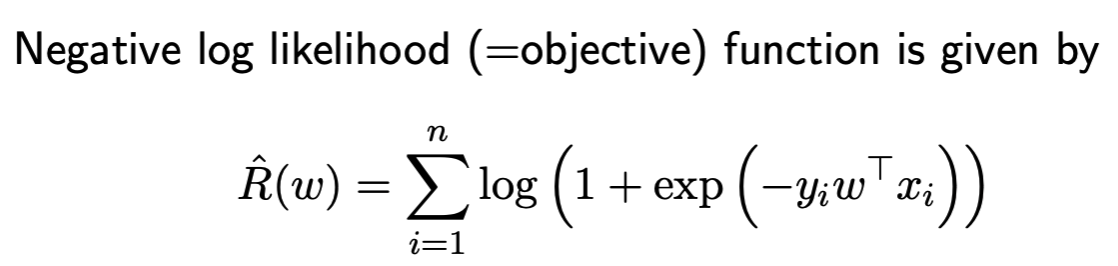 Negative log likelihood (=objective) function is given by
R̂(w) = ∑_{i=1}^{n} log (1 + exp (−y_i w^⊤ x_i))